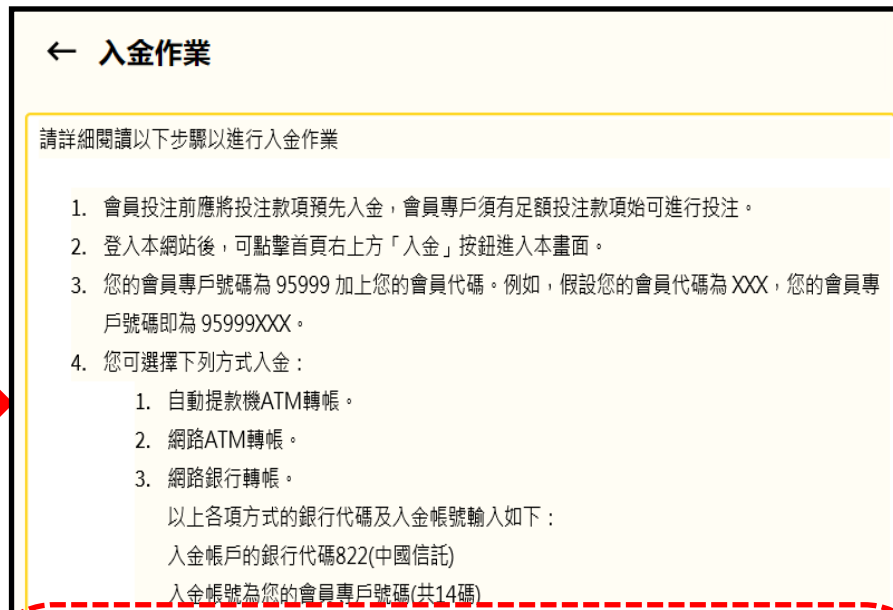 ← 入金作業
請詳細閱讀以下步驟以進行入金作業
1. 會員投注前應將投注款項預先入金，會員專戶須有足額投注款項始可進行投注。
2. 登入本網站後，可點擊首頁右上方「入金」按鈕進入本畫面。
3. 您的會員專戶號碼為 95999 加上您的會員代碼。例如，假設您的會員代碼為 XXX，您的會員專
戶號碼即為 95999XXX。
4. 您可選擇下列方式入金：
1. 自動提款機ATM轉帳。
2. 網路ATM轉帳。
3. 網路銀行轉帳。
以上各項方式的銀行代碼及入金帳號輸入如下：
入金帳戶的銀行代碼822(中國信託)
入金帳號為您的會員專戶號碼(共14碼)